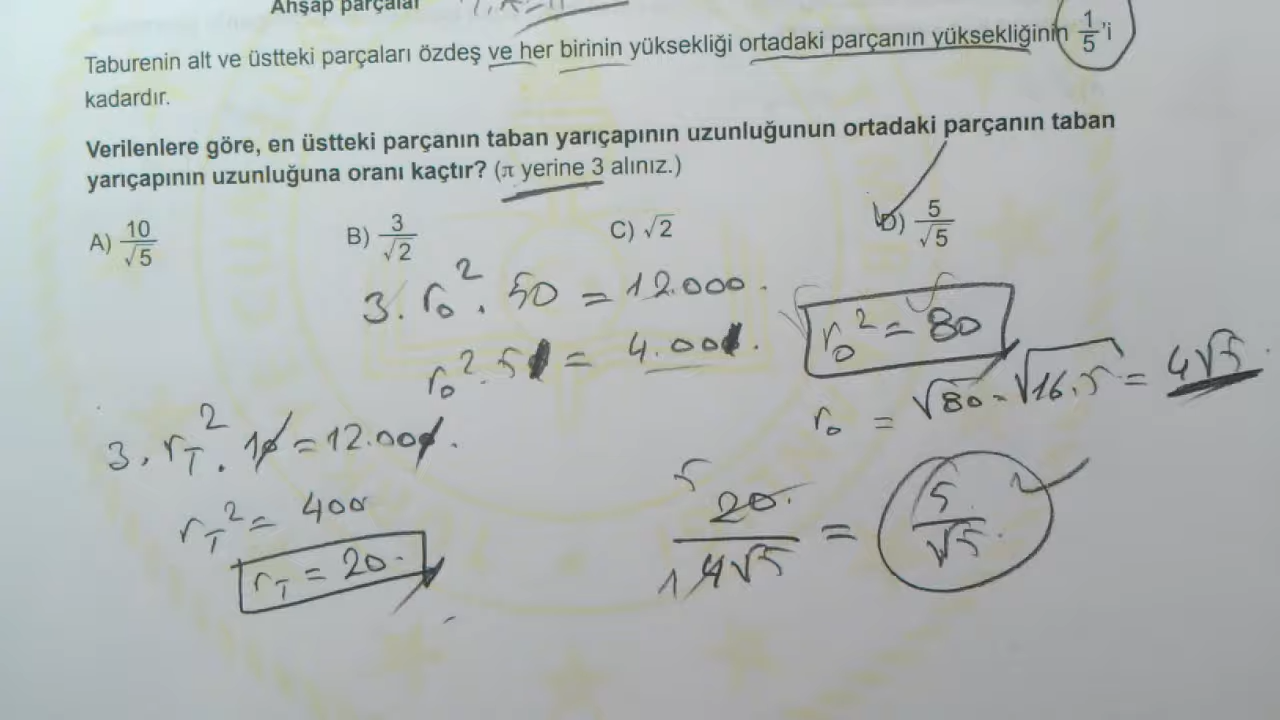 Ahşap parçalar
Taburenin alt ve üstteki parçaları özdeş ve her birinin yüksekliği ortadaki parçanın yüksekliğinin 1/5'i
kadardır.
Verilenlere göre, en üstteki parçanın taban yarıçapının uzunluğunun ortadaki parçanın taban
yarıçapının uzunluğuna oranı kaçtır? (π yerine 3 alınız.)
A) 10/√5 B) 3/√2 C) √2 D) 5/√5
3. r₀². 50 = 12.000.
r₀². 50 = 4.000.
r₀² = 80
r₀ = √80 = √16.5 = 4√5
3. r_T². 10 = 12.000.
r_T² = 400
r_T = 20.
5 20. / 1 4√5 = 5/√5